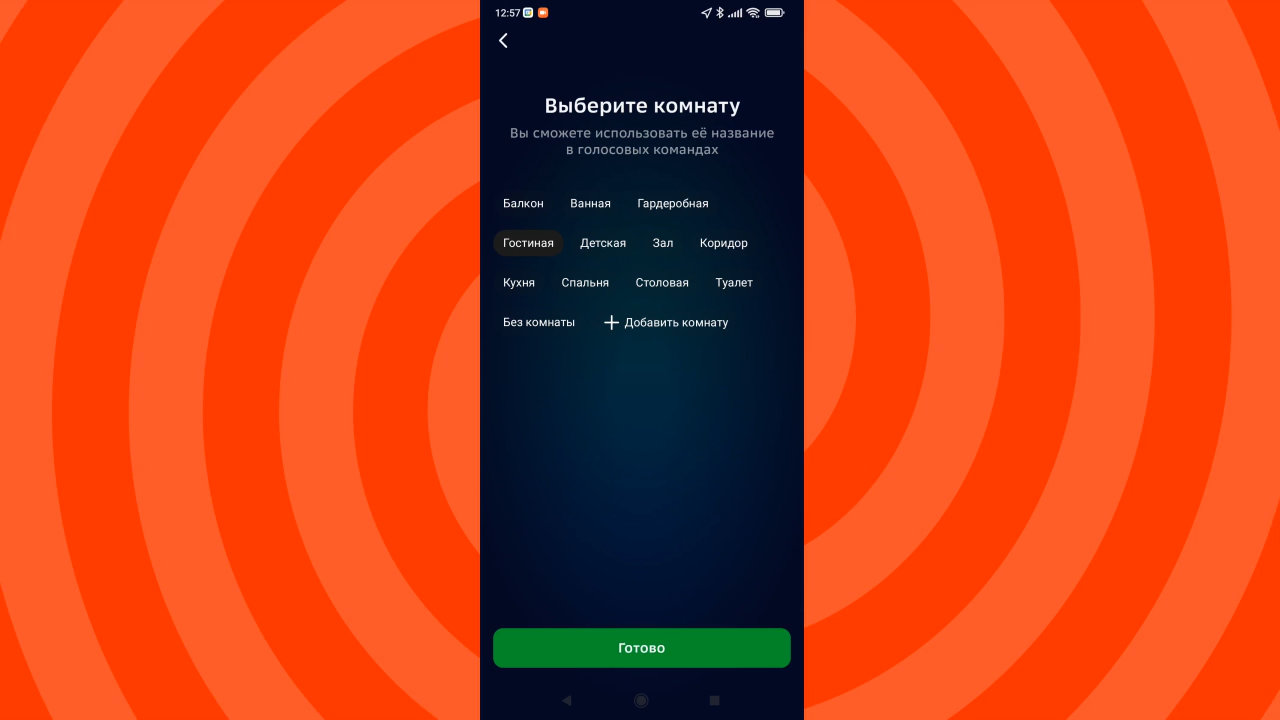 12:57
Выберите комнату
Вы сможете использовать её название
в голосовых командах
Балкон Ванная Гардеробная
Гостиная Детская Зал Коридор
Кухня Спальня Столовая Туалет
Без комнаты Добавить комнату
Готово